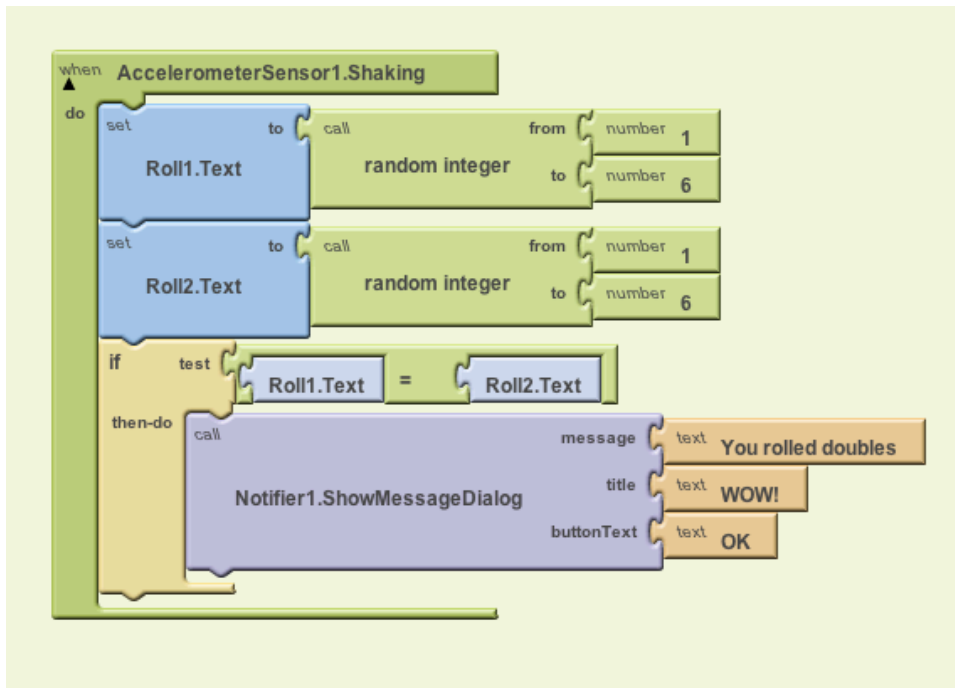 when AccelerometerSensor1.Shaking
do
set to call from number 1
Roll1.Text random integer
to number 6
set to call from number 1
Roll2.Text random integer
to number 6
if test Roll1.Text = Roll2.Text
then-do call message text You rolled doubles
Notifier1.ShowMessageDialog title text WOW!
buttonText text OK